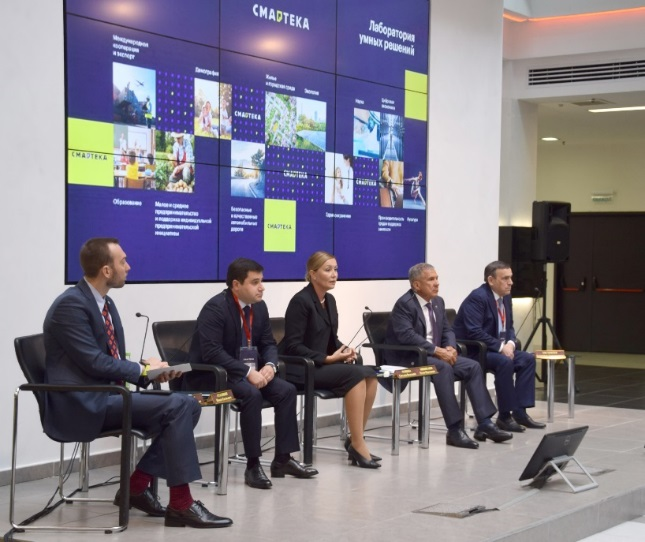 СМАРТЕКА
Лаборатория
умных решений
Международная
кооперация
и экспорт
Демография
Жилье
и городская среда
Экология
Наука
Цифровая
экономика
СМАРТЕКА
СМАРТЕКА
СМАРТЕКА
СМАРТЕКА
СМАРТЕКА
Образование
Малое и среднее
предпринимательство
и поддержка индивидуальной
предпринимательской
инициативы
Безопасные
и качественные
автомобильные
дороги
СМАРТЕКА
Здравоохранение
Производительность
труда и поддержка
занятости
Культура